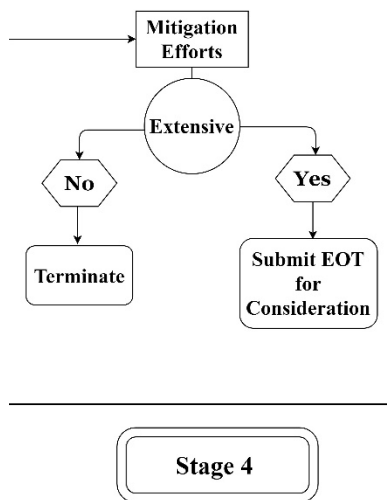 Mitigation
Efforts
Extensive
No
Yes
Terminate
Submit EOT
for
Consideration
Stage 4